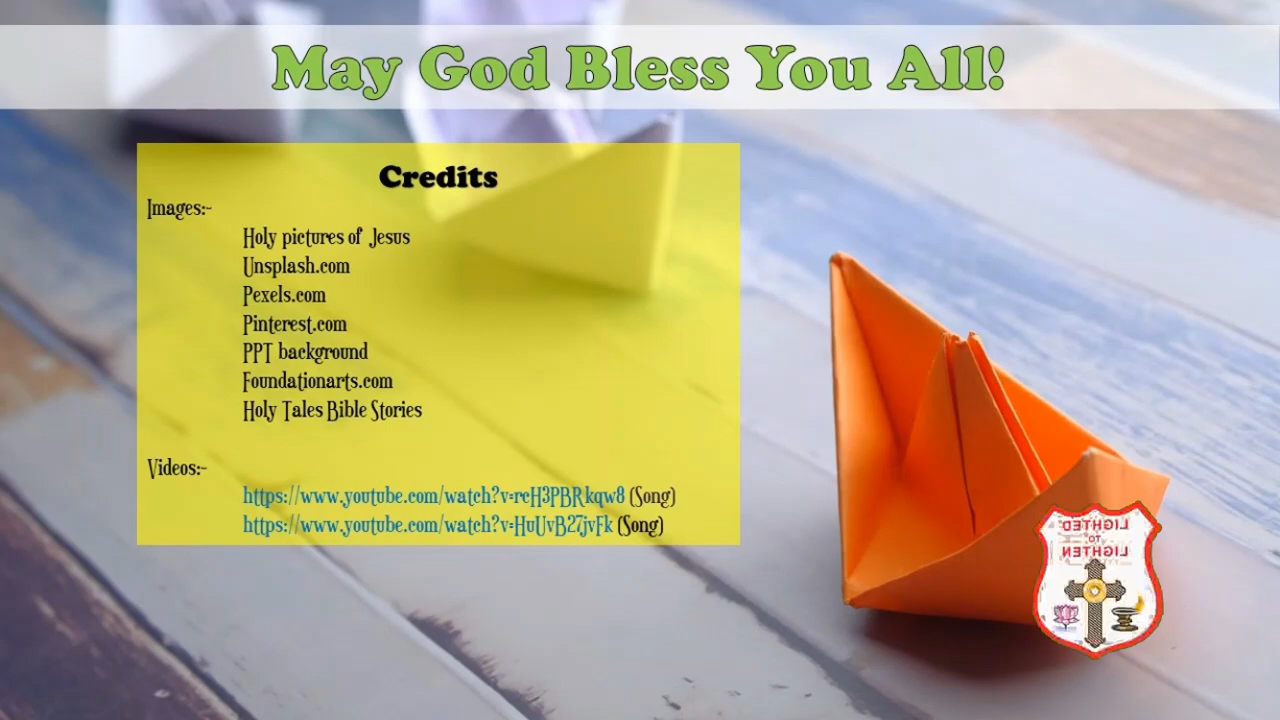 May God Bless You All!
Credits
Images:-
Holy pictures of Jesus
Unsplash.com
Pexels.com
Pinterest.com
PPT background
Foundationarts.com
Holy Tales Bible Stories
Videos:-
https://www.youtube.com/watch?v=rcH3PBRkqw8 (Song)
https://www.youtube.com/watch?v=HuUvB27jvFk (Song)
LIGHTED
TO
LIGHTEN